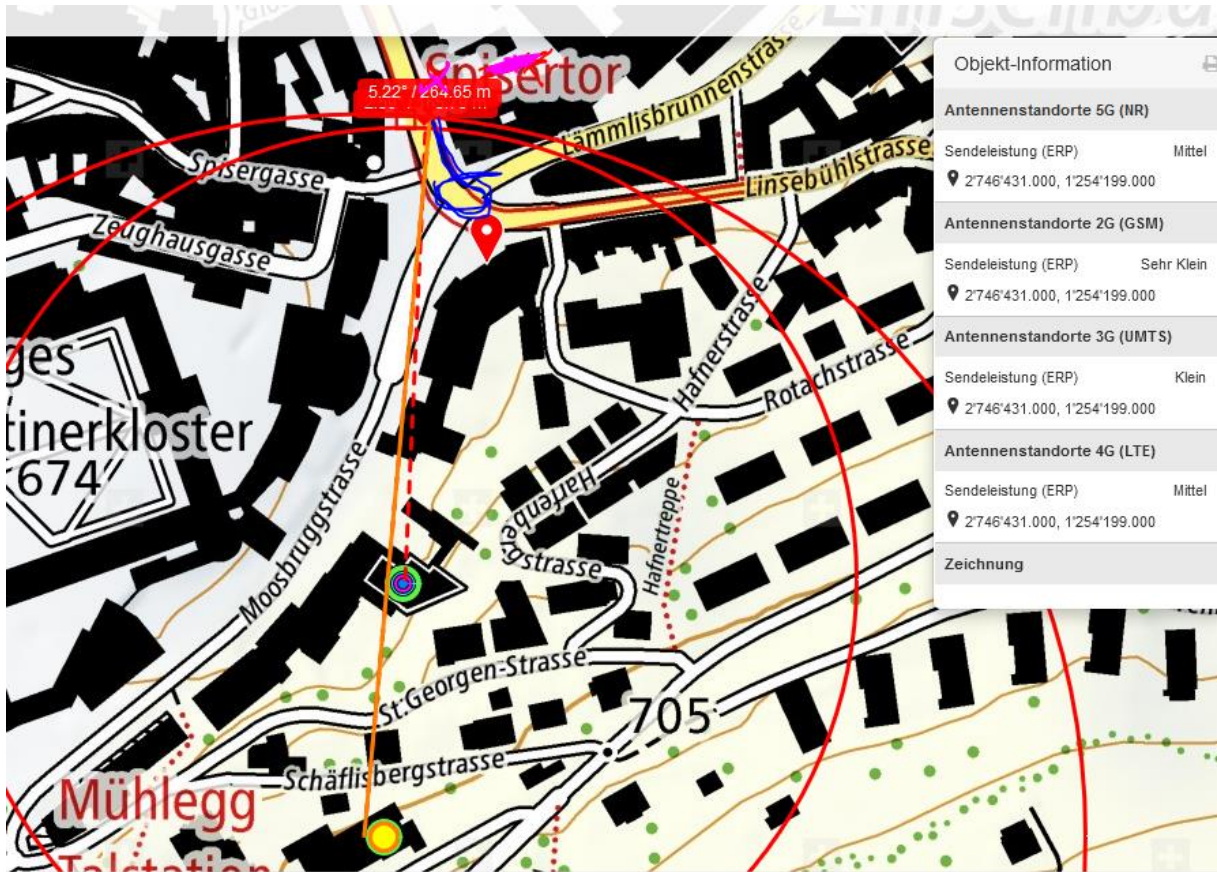 Spisertor
5.22° / 264.65 m
Lämmlisbrunnenstrasse
Spisergasse
Linsebühlstrasse
Zeughausgasse
Hafnerstrasse
Rotachstrasse
ges
tinerkloster
674
Harfenbergstrasse
Hafnertreppe
Moosbruggstrasse
St.Georgen-Strasse
705
Schäflisbergstrasse
Mühlegg
Talstation
Objekt-Information
Antennenstandorte 5G (NR)
Sendeleistung (ERP) Mittel
2'746'431.000, 1'254'199.000
Antennenstandorte 2G (GSM)
Sendeleistung (ERP) Sehr Klein
2'746'431.000, 1'254'199.000
Antennenstandorte 3G (UMTS)
Sendeleistung (ERP) Klein
2'746'431.000, 1'254'199.000
Antennenstandorte 4G (LTE)
Sendeleistung (ERP) Mittel
2'746'431.000, 1'254'199.000
Zeichnung